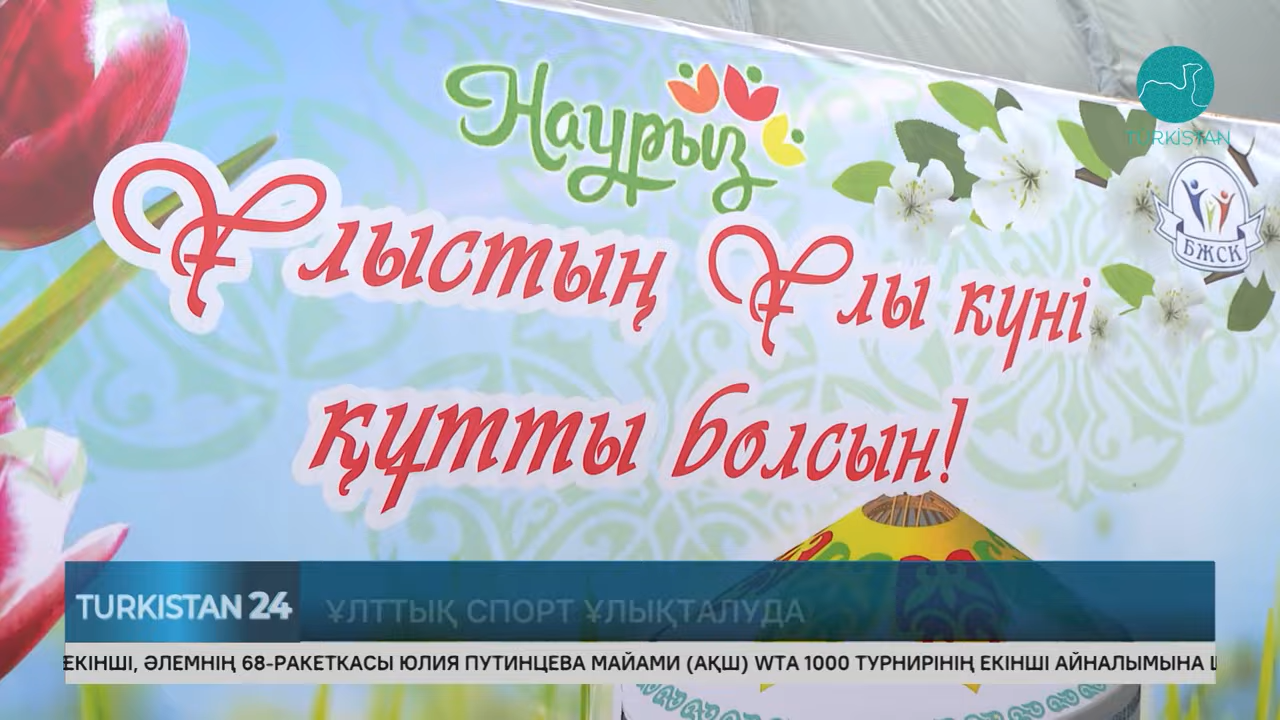 Наурыз
TURKISTAN
БЖСК
Ұлыстың Ұлы күні
құтты болсын!
TURKISTAN 24
ҰЛТТЫҚ СПОРТ ҰЛЫҚТАЛУДА
ЕКІНШІ, ӘЛЕМНІҢ 68-РАКЕТКАСЫ ЮЛИЯ ПУТИНЦЕВА МАЙАМИ (АҚШ) WTA 1000 ТУРНИРІНІҢ ЕКІНШІ АЙНАЛЫМЫНА